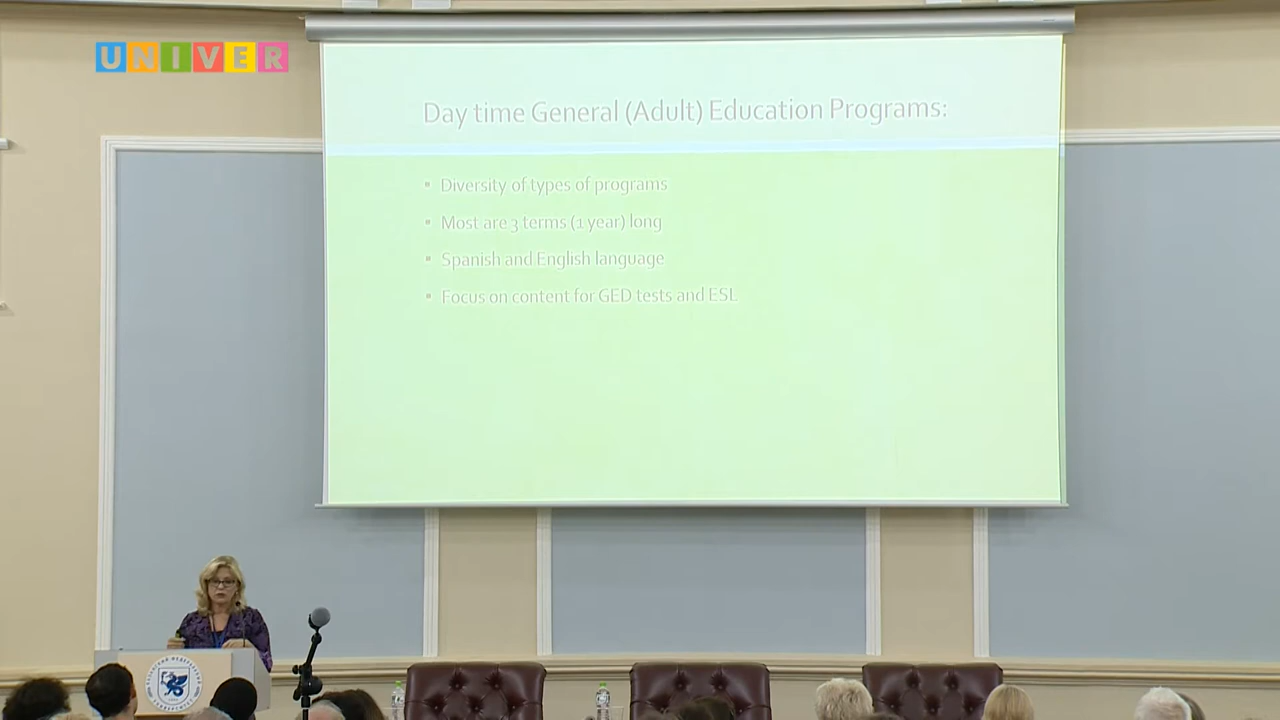 UNIVER
Day time General (Adult) Education Programs:
Diversity of types of programs
Most are 3 terms (1 year) long
Spanish and English language
Focus on content for GED tests and ESL